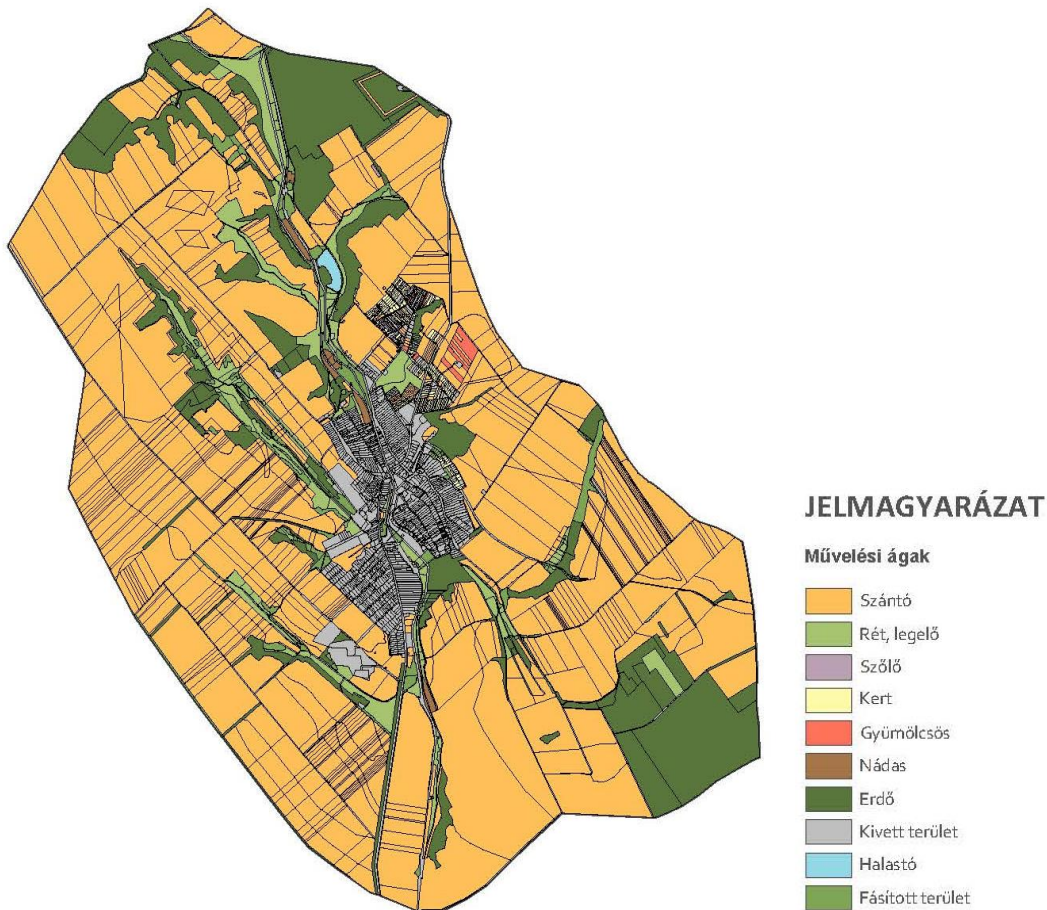 JELMAGYARÁZAT
Művelési ágak
Szántó
Rét, legelő
Szőlő
Kert
Gyümölcsös
Nádas
Erdő
Kivett terület
Halastó
Fásított terület